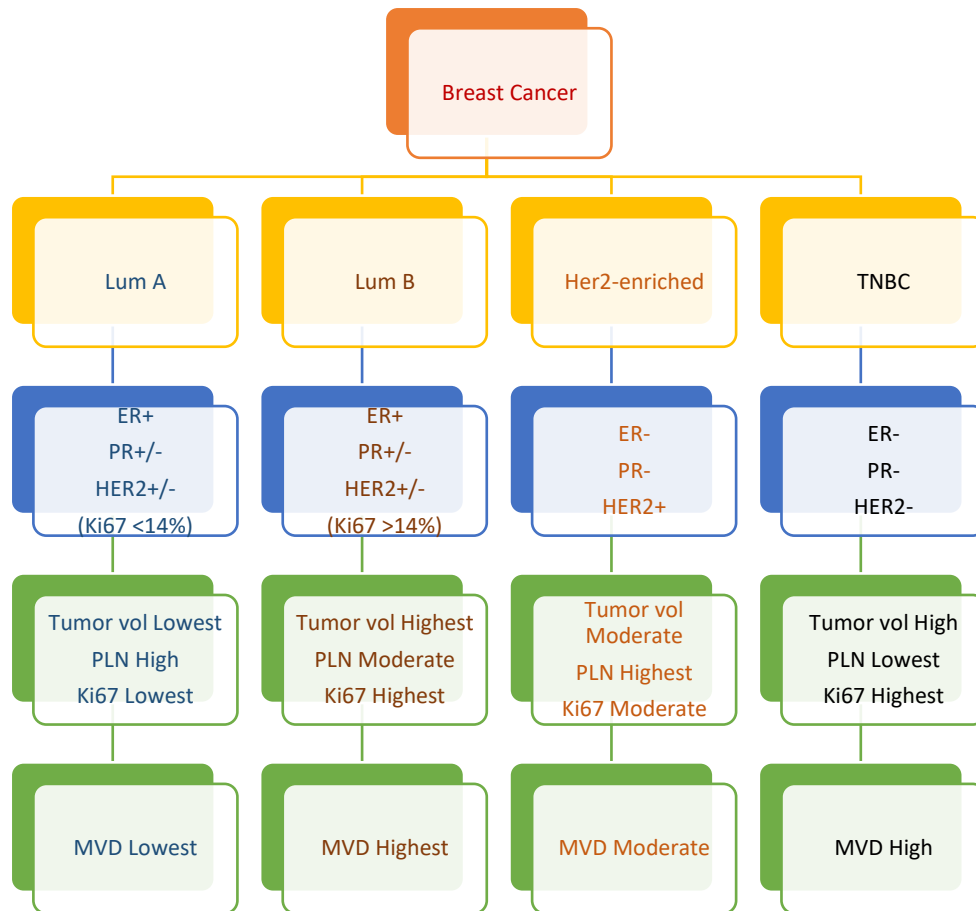 Breast Cancer
Lum A
Lum B
Her2-enriched
TNBC
ER+
PR+/-
HER2+/-
(Ki67 <14%)
ER+
PR+/-
HER2+/-
(Ki67 >14%)
ER-
PR-
HER2+
ER-
PR-
HER2-
Tumor vol Lowest
PLN High
Ki67 Lowest
Tumor vol Highest
PLN Moderate
Ki67 Highest
Tumor vol
Moderate
PLN Highest
Ki67 Moderate
Tumor vol High
PLN Lowest
Ki67 Highest
MVD Lowest
MVD Highest
MVD Moderate
MVD High